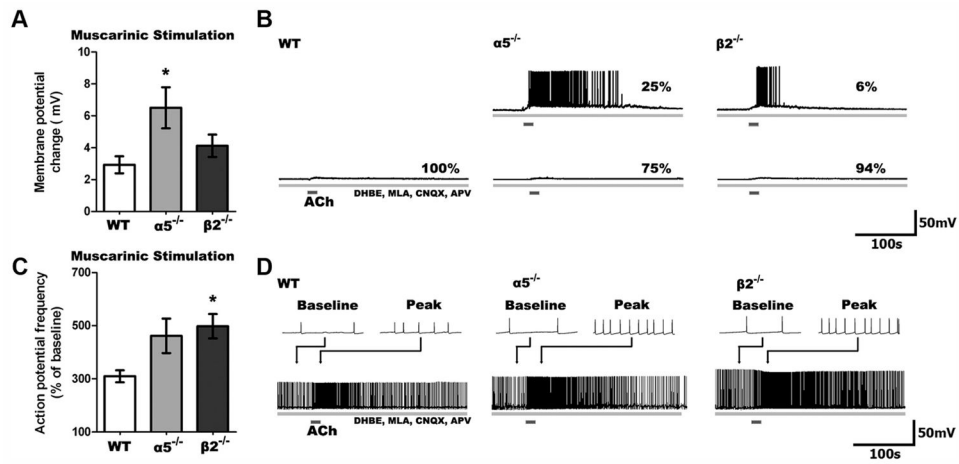 A
Muscarinic Stimulation
Membrane potential
change ( mV)
10
8
6
4
2
0
*
WT
α5-/-
β2-/-
B
WT
α5-/-
β2-/-
25%
6%
100%
75%
94%
DHBE, MLA, CNQX, APV
ACh
50mV
100s
C
Muscarinic Stimulation
Action potential frequency
(% of baseline)
700
500
300
100
*
WT
α5-/-
β2-/-
D
WT
α5-/-
β2-/-
Baseline Peak
Baseline Peak
Baseline Peak
DHBE, MLA, CNQX, APV
ACh
50mV
100s